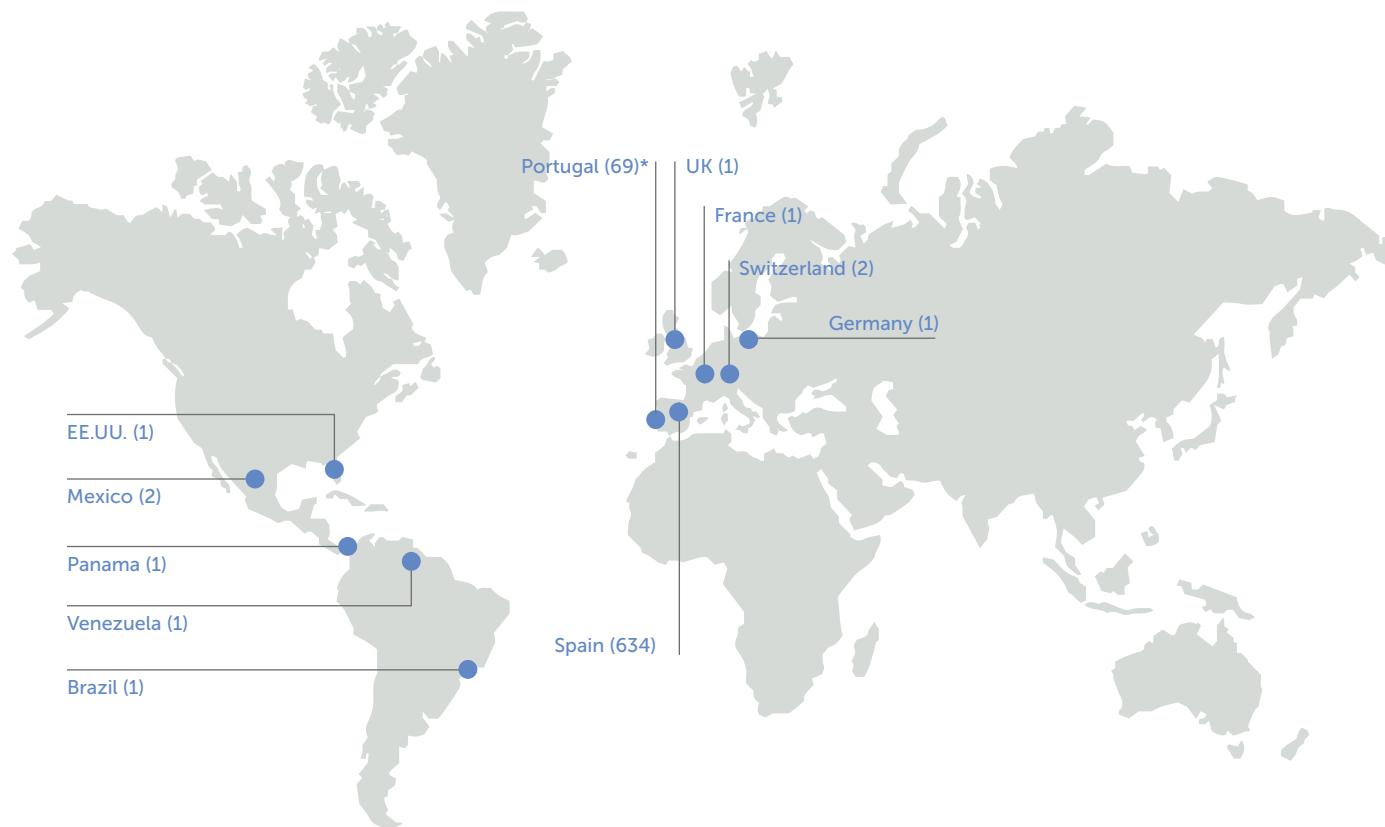 Portugal (69)*
UK (1)
France (1)
Switzerland (2)
Germany (1)
EE.UU. (1)
Mexico (2)
Panama (1)
Venezuela (1)
Spain (634)
Brazil (1)